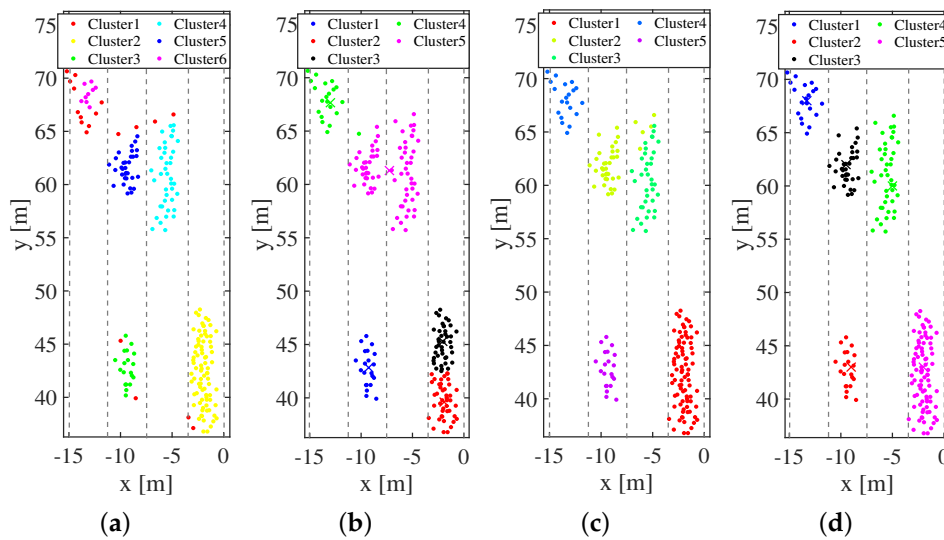 75
70
65
60
55
50
45
40
y [m]
-15 -10 -5 0
x [m]
Cluster1 Cluster4
Cluster2 Cluster5
Cluster3 Cluster6
(a)
75
70
65
60
55
50
45
40
y [m]
-15 -10 -5 0
x [m]
Cluster1 Cluster4
Cluster2 Cluster5
Cluster3
(b)
75
70
65
60
55
50
45
40
y [m]
-15 -10 -5 0
x [m]
Cluster1 Cluster4
Cluster2 Cluster5
Cluster3
(c)
75
70
65
60
55
50
45
40
y [m]
-15 -10 -5 0
x [m]
Cluster1 Cluster4
Cluster2 Cluster5
Cluster3
(d)